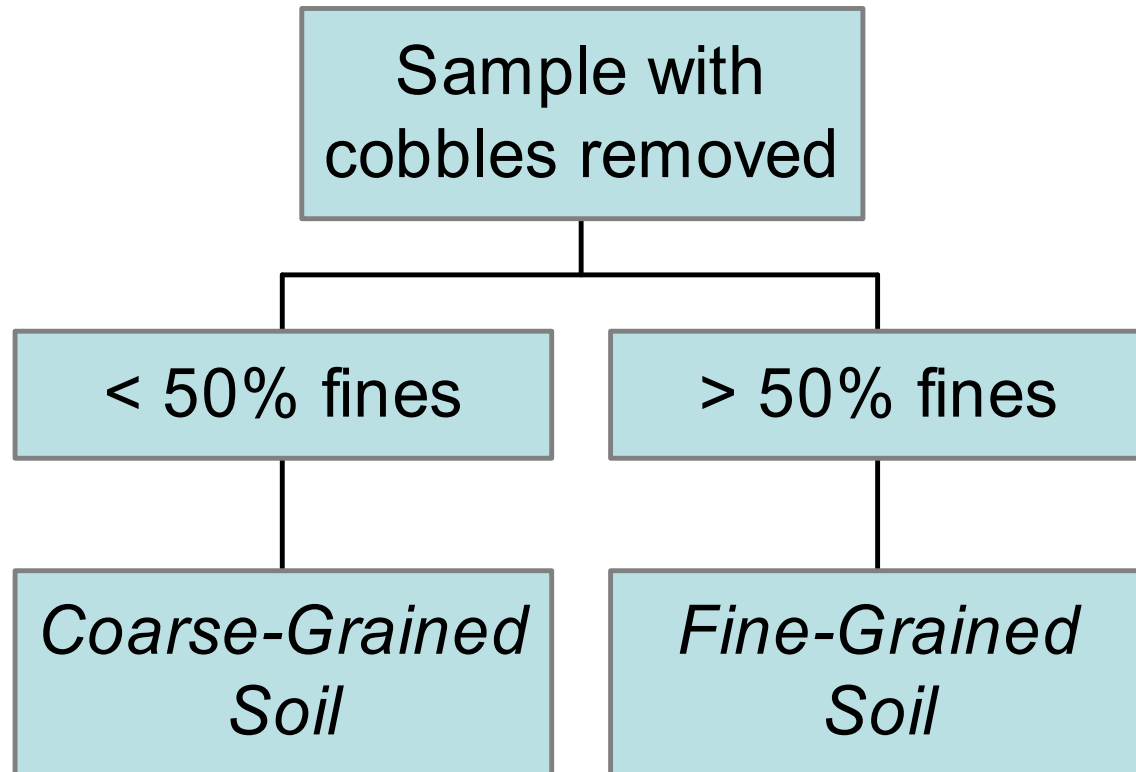 Sample with
cobbles removed
< 50% fines
> 50% fines
Coarse-Grained
Soil
Fine-Grained
Soil